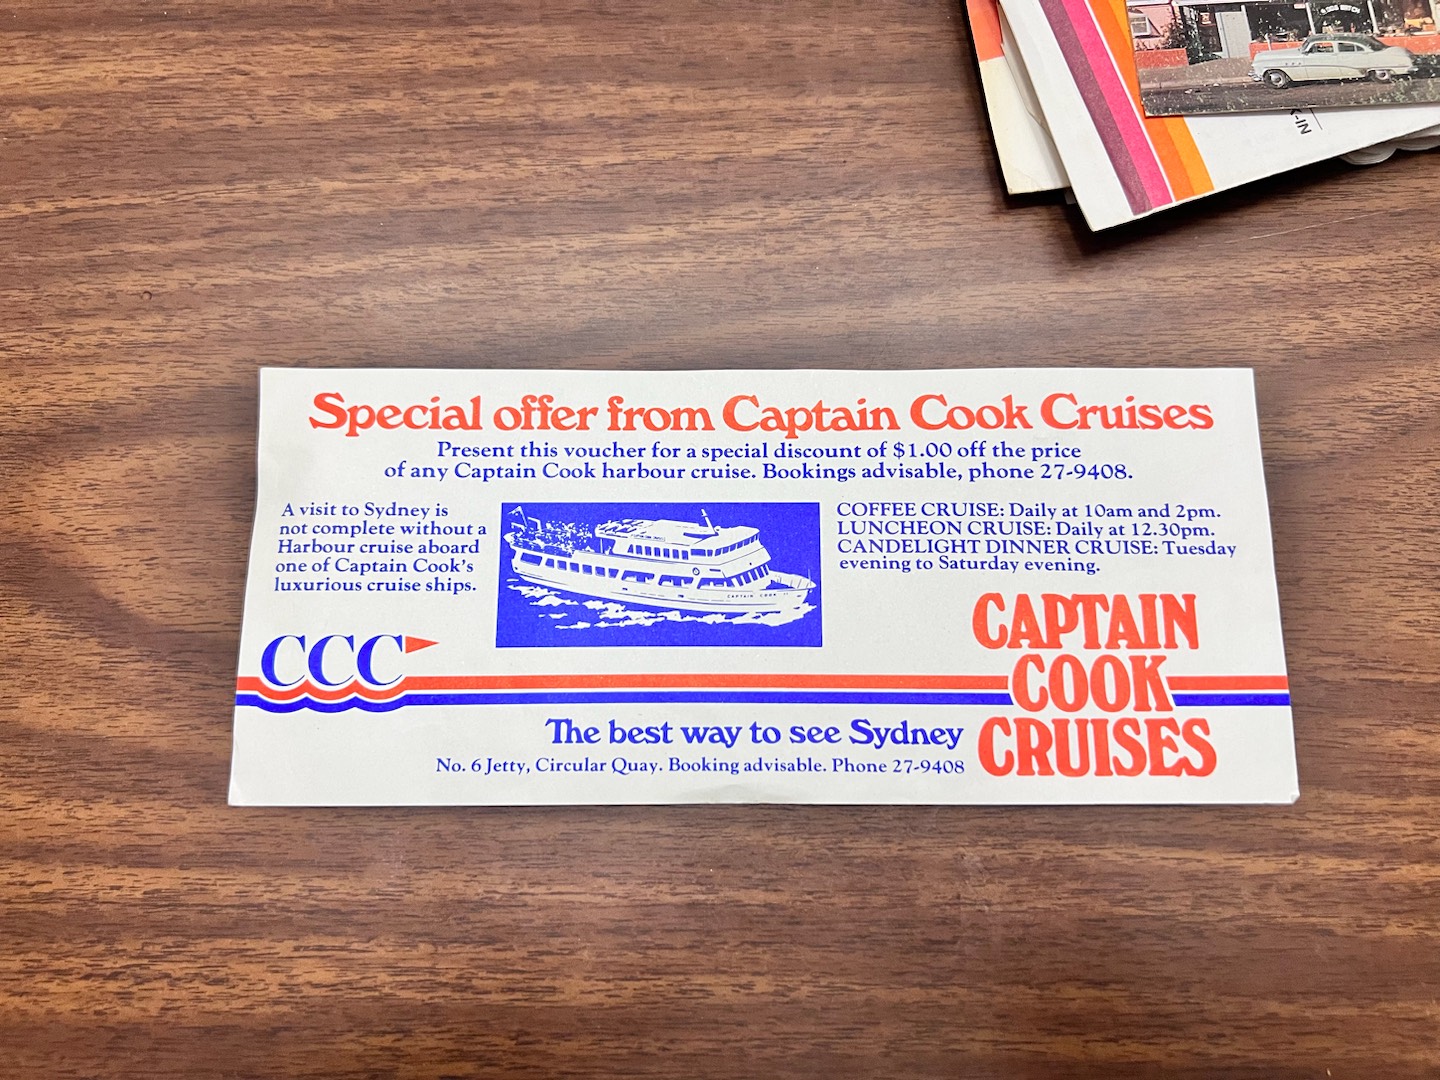 K-IN
Special offer from Captain Cook Cruises
Present this voucher for a special discount of $1.00 off the price
of any Captain Cook harbour cruise. Bookings advisable, phone 27-9408.
A visit to Sydney is
not complete without a
Harbour cruise aboard
one of Captain Cook's
luxurious cruise ships.
CAPTAIN COOK
COFFEE CRUISE: Daily at 10am and 2pm.
LUNCHEON CRUISE: Daily at 12.30pm.
CANDELIGHT DINNER CRUISE: Tuesday
evening to Saturday evening.
CCC
CAPTAIN
COOK
CRUISES
The best way to see Sydney
No. 6 Jetty, Circular Quay. Booking advisable. Phone 27-9408